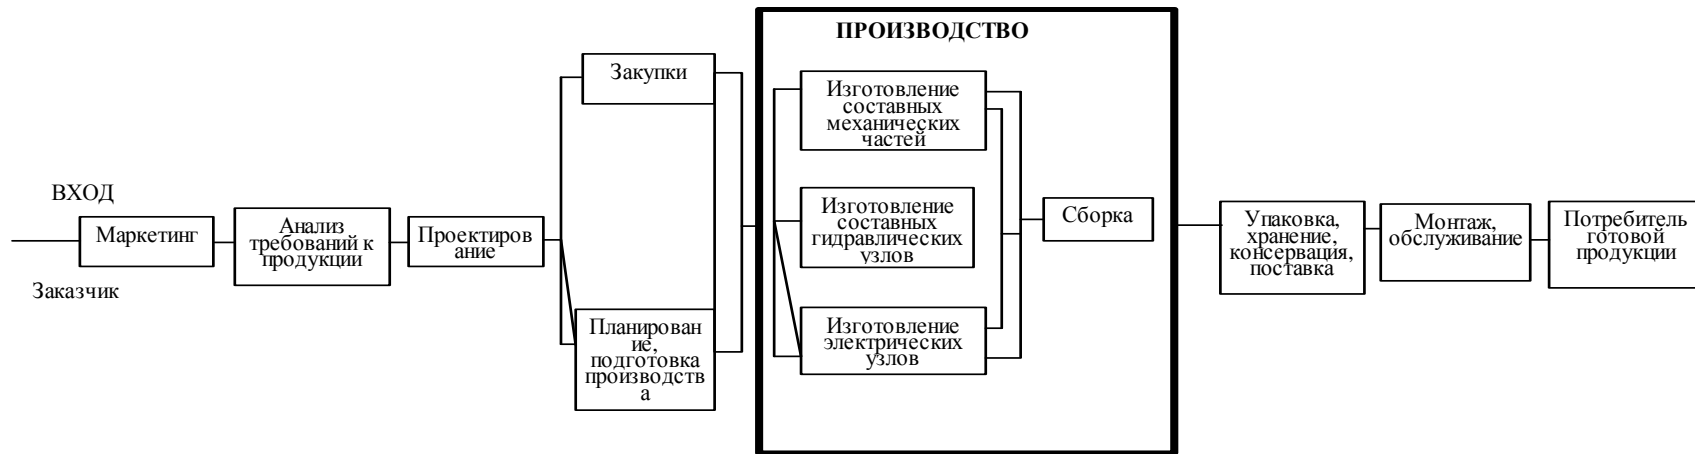 ВХОД
Заказчик
Маркетинг
Анализ
требований к
продукции
Проектиров
ание
Закупки
Планирован
ие,
подготовка
производств
а
ПРОИЗВОДСТВО
Изготовление
составных
механических
частей
Изготовление
составных
гидравлических
узлов
Изготовление
электрических
узлов
Сборка
Упаковка,
хранение,
консервация,
поставка
Монтаж,
обслуживание
Потребитель
готовой
продукции